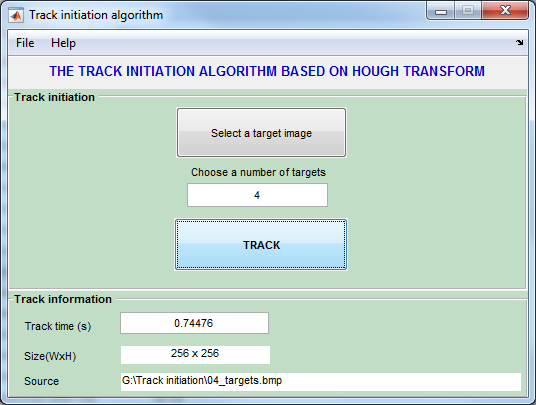 Track initiation algorithm
File Help
THE TRACK INITIATION ALGORITHM BASED ON HOUGH TRANSFORM
Track initiation
Select a target image
Choose a number of targets
4
TRACK
Track information
Track time (s) 0.74476
Size(WxH) 256 x 256
Source G:\Track initiation\04_targets.bmp